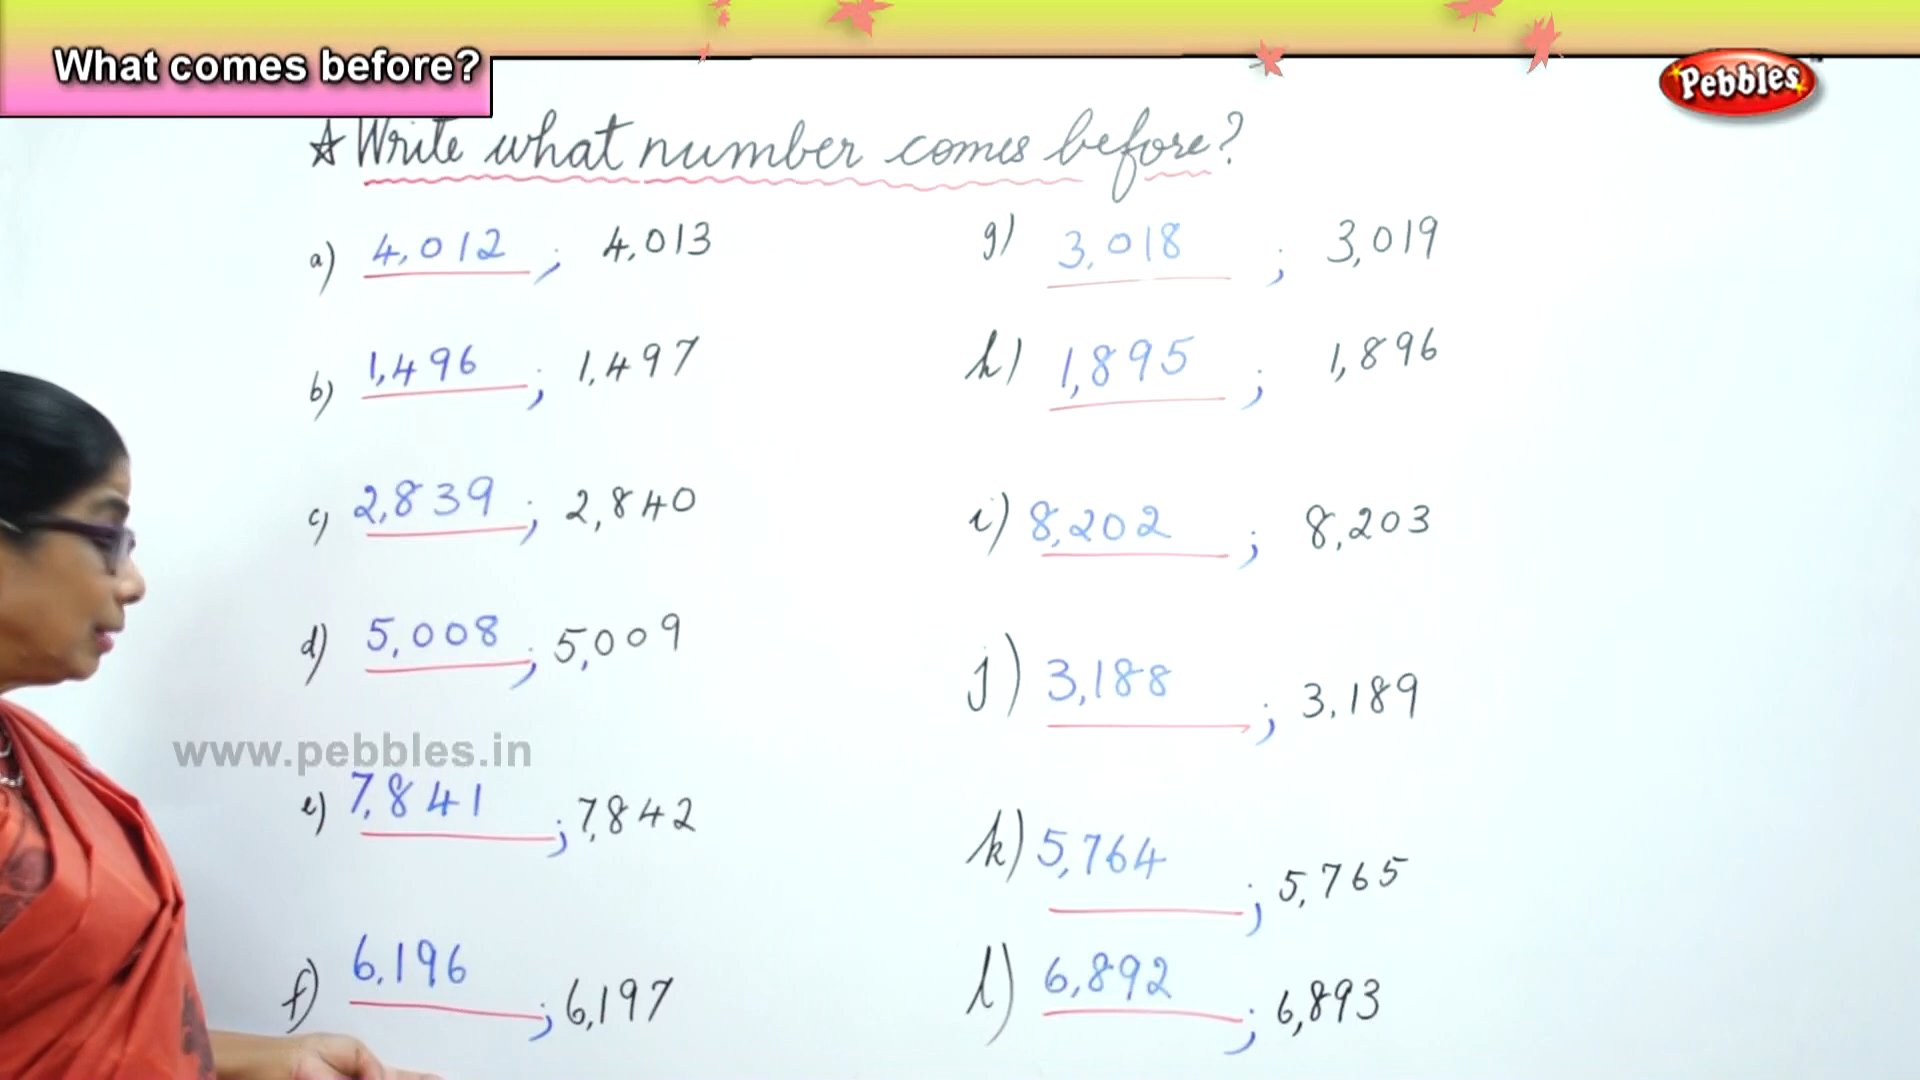 What comes before?
Pebbles
☆ Write what number comes before?
a) 4,012 ; 4,013
b) 1,496 ; 1,497
c) 2,839 ; 2,840
d) 5,008 ; 5,009
e) 7,841 ; 7,842
f) 6,196 ; 6,197
g) 3,018 ; 3,019
h) 1,895 ; 1,896
i) 8,202 ; 8,203
j) 3,188 ; 3,189
k) 5,764 ; 5,765
l) 6,892 ; 6,893
www.pebbles.in